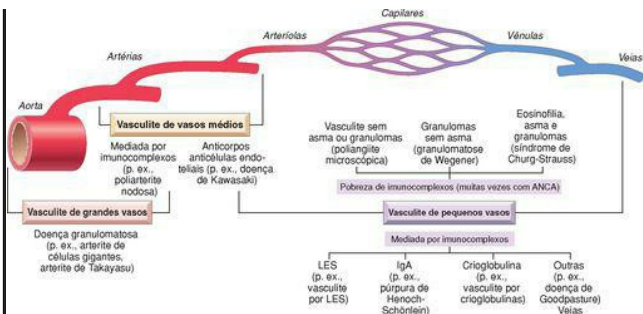 Capilares
Arteríolas
Vênulas
Artérias
Veias
Aorta
Vasculite de vasos médios
Mediada por
imunocomplexos
(p. ex.,
poliarterite
nodosa)
Anticorpos
anticélulas endo-
teliais (p. ex., doença
de Kawasaki)
Vasculite sem
asma ou granulomas
(poliangiite
microscópica)
Granulomas
sem asma
(granulomatose
de Wegener)
Eosinofilia,
asma e
granulomas
(síndrome de
Churg-Strauss)
Pobreza de imunocomplexos (muitas vezes com ANCA)
Vasculite de grandes vasos
Vasculite de pequenos vasos
Doença granulomatosa
(p. ex., arterite de
células gigantes,
arterite de Takayasu)
Mediada por imunocomplexos
LES
(p. ex.,
vasculite
por LES)
IgA
(p. ex.,
púrpura de
Henoch-
Schönlein)
Crioglobulina
(p. ex.,
vasculite por
crioglobulinas)
Outras
(p. ex.,
doença de
Goodpasture)
Veias